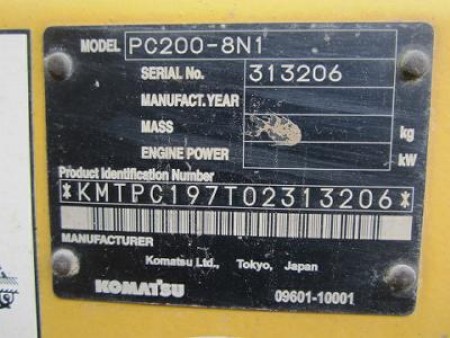 MODEL PC200-8N1
SERIAL No. 313206
MANUFACT.YEAR
MASS kg
ENGINE POWER kW
Product Identification Number
*KMTPC197T02313206*
MANUFACTURER
Komatsu Ltd., Tokyo, Japan
KOMATSU 09601-10001